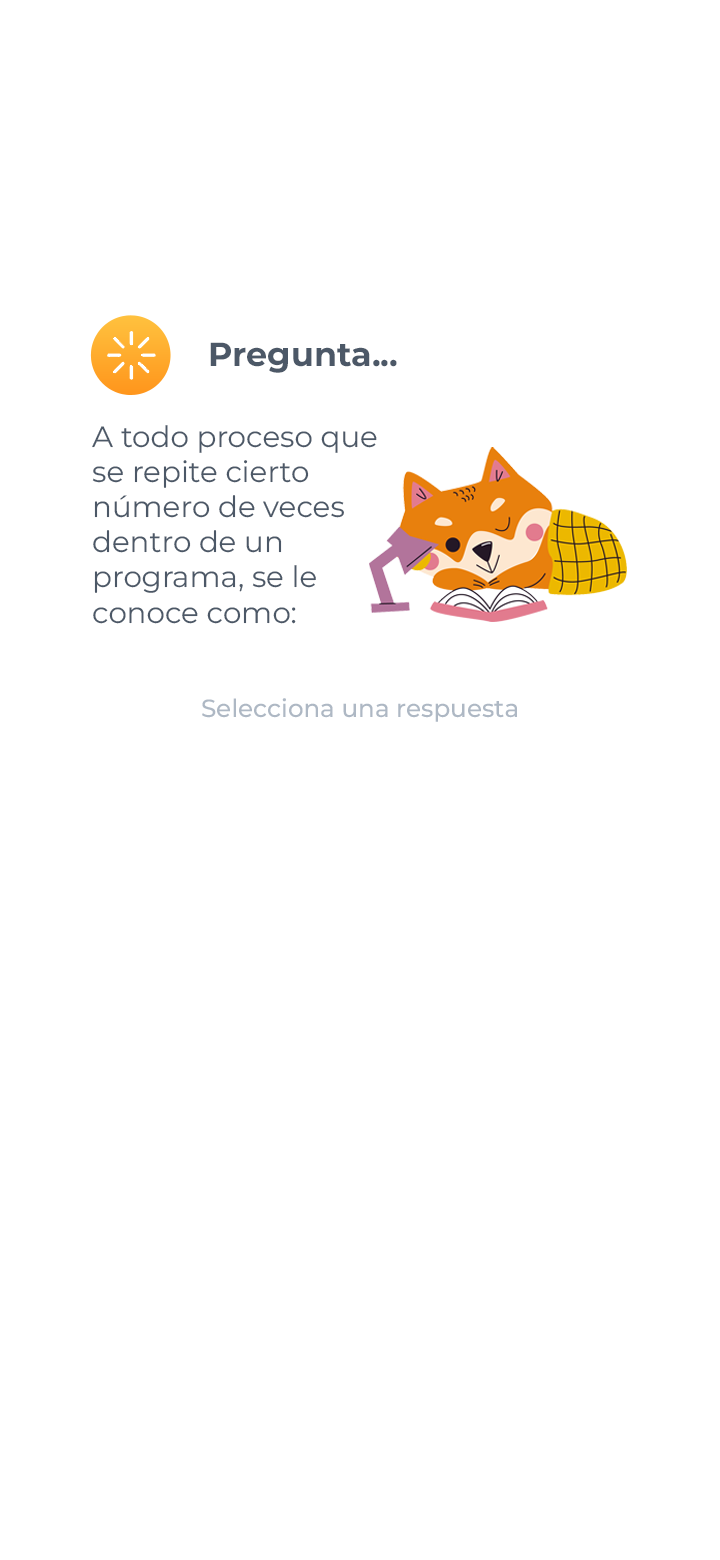 Pregunta...
A todo proceso que
se repite cierto
número de veces
dentro de un
programa, se le
conoce como:
Selecciona una respuesta